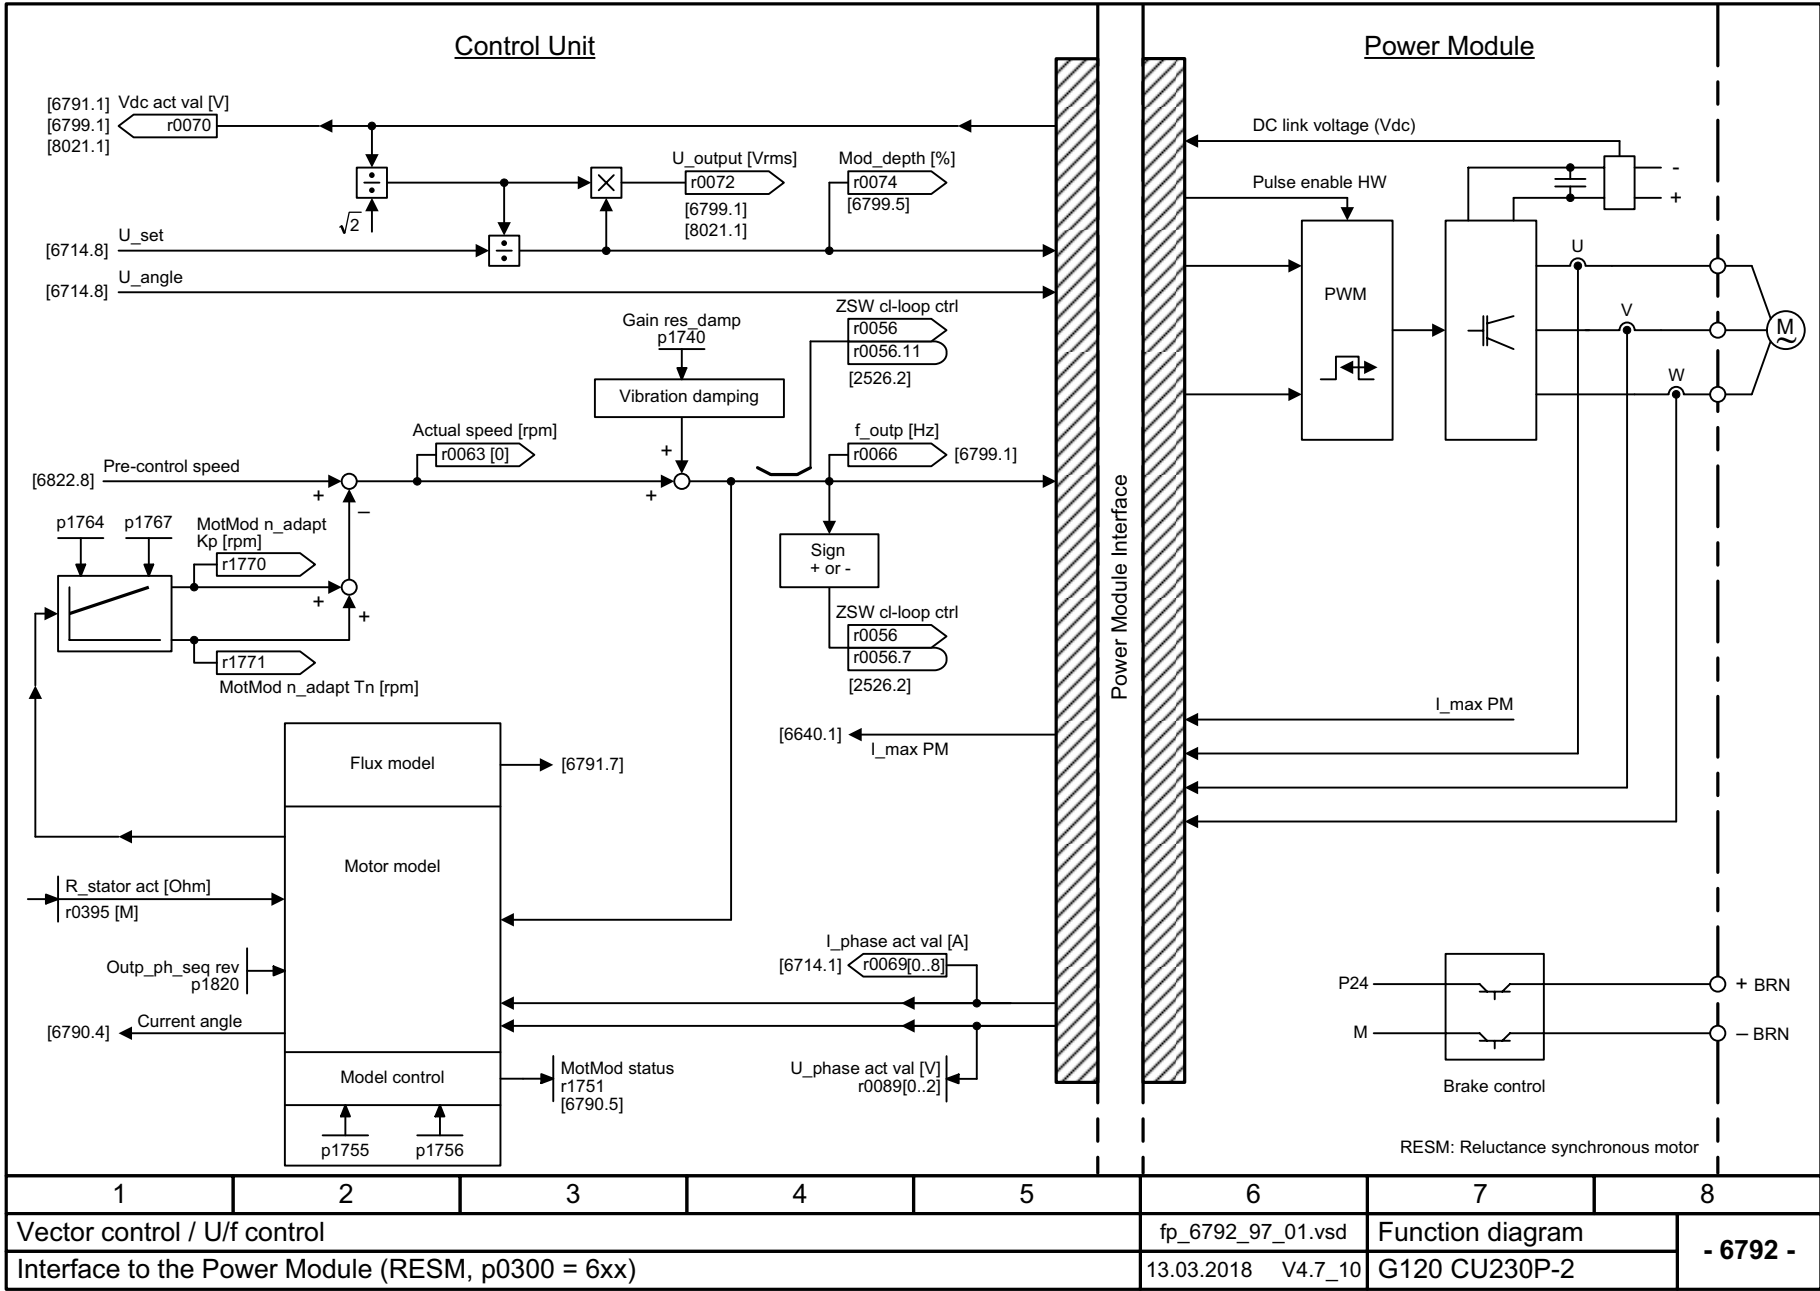 Control Unit
Power Module
[6791.1]
[6799.1]
[8021.1]
Vdc act val [V]
r0070
DC link voltage (Vdc)
U_output [Vrms]
r0072
[6799.1]
[8021.1]
Mod_depth [%]
r0074
[6799.5]
Pulse enable HW
-
+
÷
×
√2
[6714.8]
U_set
÷
[6714.8]
U_angle
U
V
W
PWM
M
~
Gain res_damp
p1740
Vibration damping
ZSW cl-loop ctrl
r0056
r0056.11
[2526.2]
Actual speed [rpm]
r0063 [0]
f_outp [Hz]
r0066
[6799.1]
[6822.8]
Pre-control speed
+
–
+
+
p1764
p1767
MotMod n_adapt
Kp [rpm]
r1770
+
+
r1771
MotMod n_adapt Tn [rpm]
Sign
+ or -
ZSW cl-loop ctrl
r0056
r0056.7
[2526.2]
Power Module Interface
I_max PM
[6640.1]
I_max PM
Flux model
[6791.7]
Motor model
R_stator act [Ohm]
r0395 [M]
Outp_ph_seq rev
p1820
[6790.4]
Current angle
I_phase act val [A]
[6714.1]
r0069[0..8]
U_phase act val [V]
r0089[0..2]
Model control
MotMod status
r1751
[6790.5]
p1755
p1756
P24
M
+ BRN
– BRN
Brake control
RESM: Reluctance synchronous motor
1 2 3 4 5 6 7 8
Vector control / U/f control
fp_6792_97_01.vsd
Function diagram
- 6792 -
Interface to the Power Module (RESM, p0300 = 6xx)
13.03.2018 V4.7_10
G120 CU230P-2